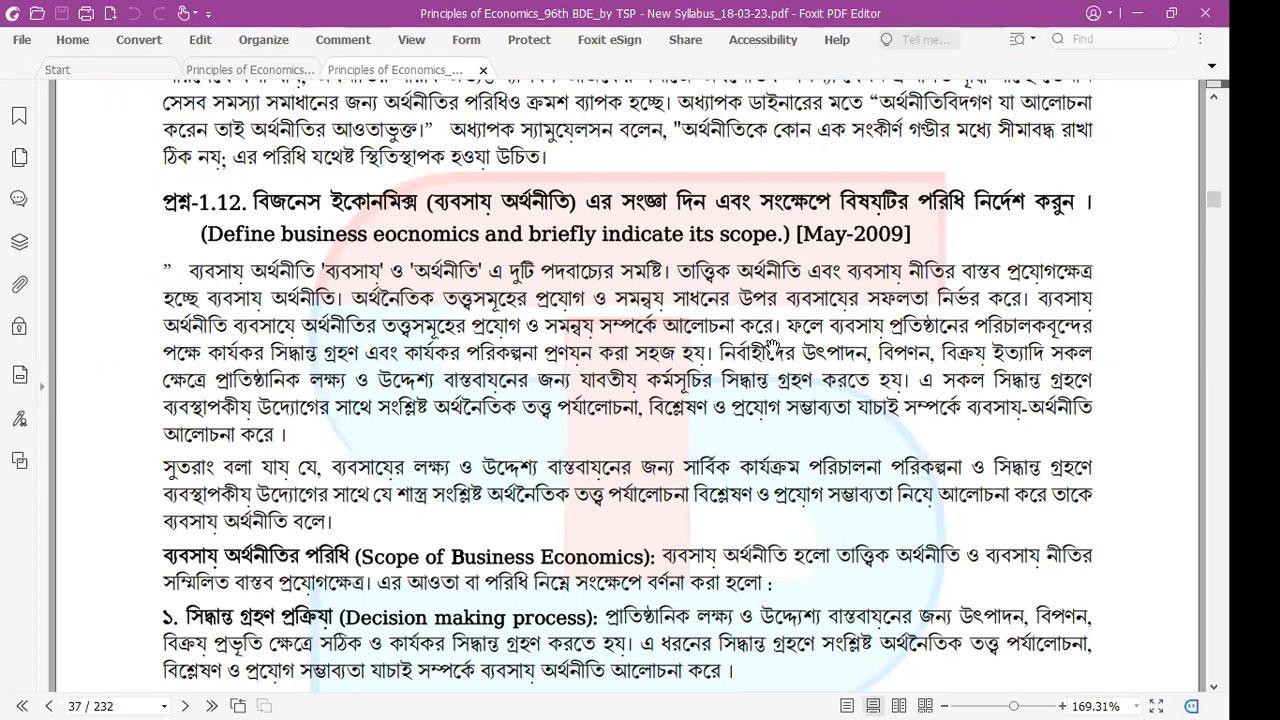 Principles of Economics_96th BDE_by TSP - New Syllabus_18-03-23.pdf - Foxit PDF Editor
File Home Convert Edit Organize Comment View Form Protect Foxit eSign Share Accessibility Help Tell me... Find
Start Principles of Economics... Principles of Economics_...
সেসব সমস্যা সমাধানের জন্য অর্থনীতির পরিধিও ক্রমশ ব্যাপক হচ্ছে। অধ্যাপক ডাইনারের মতে “অর্থনীতিবিদগণ যা আলোচনা
করেন তাই অর্থনীতির আওতাভুক্ত।” অধ্যাপক স্যামুয়েলসন বলেন, "অর্থনীতিকে কোন এক সংকীর্ণ গন্ডীর মধ্যে সীমাবদ্ধ রাখা
ঠিক নয়; এর পরিধি যথেষ্ট স্থিতিস্থাপক হওয়া উচিত।
প্রশ্ন-1.12. বিজনেস ইকোনমিক্স (ব্যবসায় অর্থনীতি) এর সংজ্ঞা দিন এবং সংক্ষেপে বিষয়টির পরিধি নির্দেশ করুন ।
(Define business eocnomics and briefly indicate its scope.) [May-2009]
” ব্যবসায় অর্থনীতি 'ব্যবসায়' ও 'অর্থনীতি' এ দুটি পদবাচ্যের সমষ্টি। তাত্ত্বিক অর্থনীতি এবং ব্যবসায় নীতির বাস্তব প্রয়োগক্ষেত্র
হচ্ছে ব্যবসায় অর্থনীতি। অর্থনৈতিক তত্ত্বসমূহের প্রয়োগ ও সমন্বয় সাধনের উপর ব্যবসায়ের সফলতা নির্ভর করে। ব্যবসায়
অর্থনীতি ব্যবসায়ে অর্থনীতির তত্ত্বসমূহের প্রয়োগ ও সমন্বয় সম্পর্কে আলোচনা করে। ফলে ব্যবসায় প্রতিষ্ঠানের পরিচালকবৃন্দের
পক্ষে কার্যকর সিদ্ধান্ত গ্রহণ এবং কার্যকর পরিকল্পনা প্রণয়ন করা সহজ হয়। নির্বাহীদের উৎপাদন, বিপণন, বিক্রয় ইত্যাদি সকল
ক্ষেত্রে প্রাতিষ্ঠানিক লক্ষ্য ও উদ্দেশ্য বাস্তবায়নের জন্য যাবতীয় কর্মসূচির সিদ্ধান্ত গ্রহণ করতে হয়। এ সকল সিদ্ধান্ত গ্রহণে
ব্যবস্থাপকীয় উদ্যোগের সাথে সংশ্লিষ্ট অর্থনৈতিক তত্ত্ব পর্যালোচনা, বিশ্লেষণ ও প্রয়োগ সম্ভাব্যতা যাচাই সম্পর্কে ব্যবসায়-অর্থনীতি
আলোচনা করে ।
সুতরাং বলা যায় যে, ব্যবসায়ের লক্ষ্য ও উদ্দেশ্য বাস্তবায়নের জন্য সার্বিক কার্যক্রম পরিচালনা পরিকল্পনা ও সিদ্ধান্ত গ্রহণে
ব্যবস্থাপকীয় উদ্যোগের সাথে যে শাস্ত্র সংশ্লিষ্ট অর্থনৈতিক তত্ত্ব পর্যালোচনা বিশ্লেষণ ও প্রয়োগ সম্ভাব্যতা নিয়ে আলোচনা করে তাকে
ব্যবসায় অর্থনীতি বলে।
ব্যবসায় অর্থনীতির পরিধি (Scope of Business Economics): ব্যবসায় অর্থনীতি হলো তাত্ত্বিক অর্থনীতি ও ব্যবসায় নীতির
সম্মিলিত বাস্তব প্রয়োগক্ষেত্র। এর আওতা বা পরিধি নিম্নে সংক্ষেপে বর্ণনা করা হলো :
১. সিদ্ধান্ত গ্রহণ প্রক্রিয়া (Decision making process): প্রাতিষ্ঠানিক লক্ষ্য ও উদ্দ্যেশ্য বাস্তবায়নের জন্য উৎপাদন, বিপণন,
বিক্রয় প্রভৃতি ক্ষেত্রে সঠিক ও কার্যকর সিদ্ধান্ত গ্রহণ করতে হয়। এ ধরনের সিদ্ধান্ত গ্রহণে সংশ্লিষ্ট অর্থনৈতিক তত্ত্ব পর্যালোচনা,
বিশ্লেষণ ও প্রয়োগ সম্ভাব্যতা যাচাই সম্পর্কে ব্যবসায় অর্থনীতি আলোচনা করে ।
37 / 232 169.31%